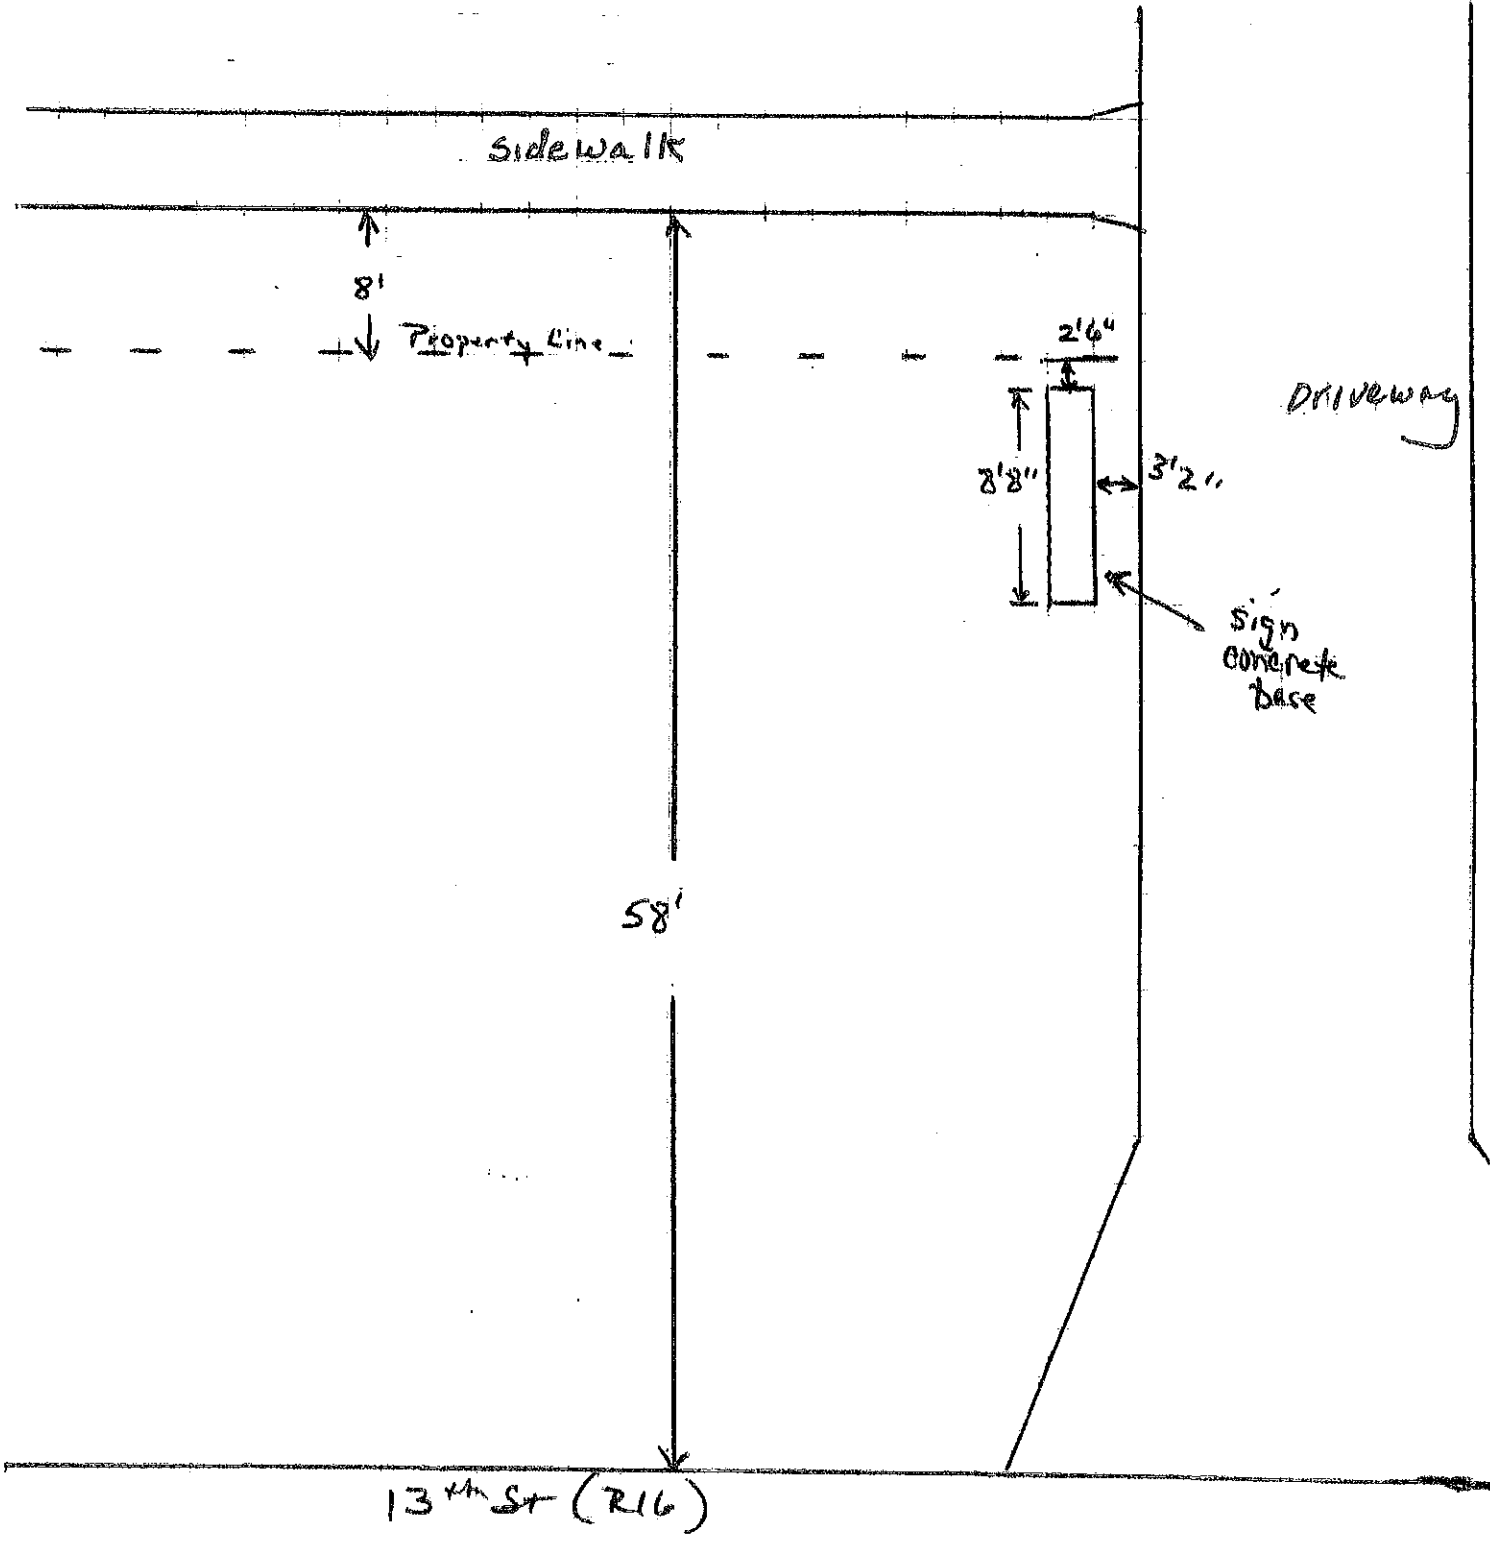 Sidewalk
8'
Property Line
2'6"
Driveway
8'8"
3'2"
Sign
concrete
base
58'
13th St (R16)